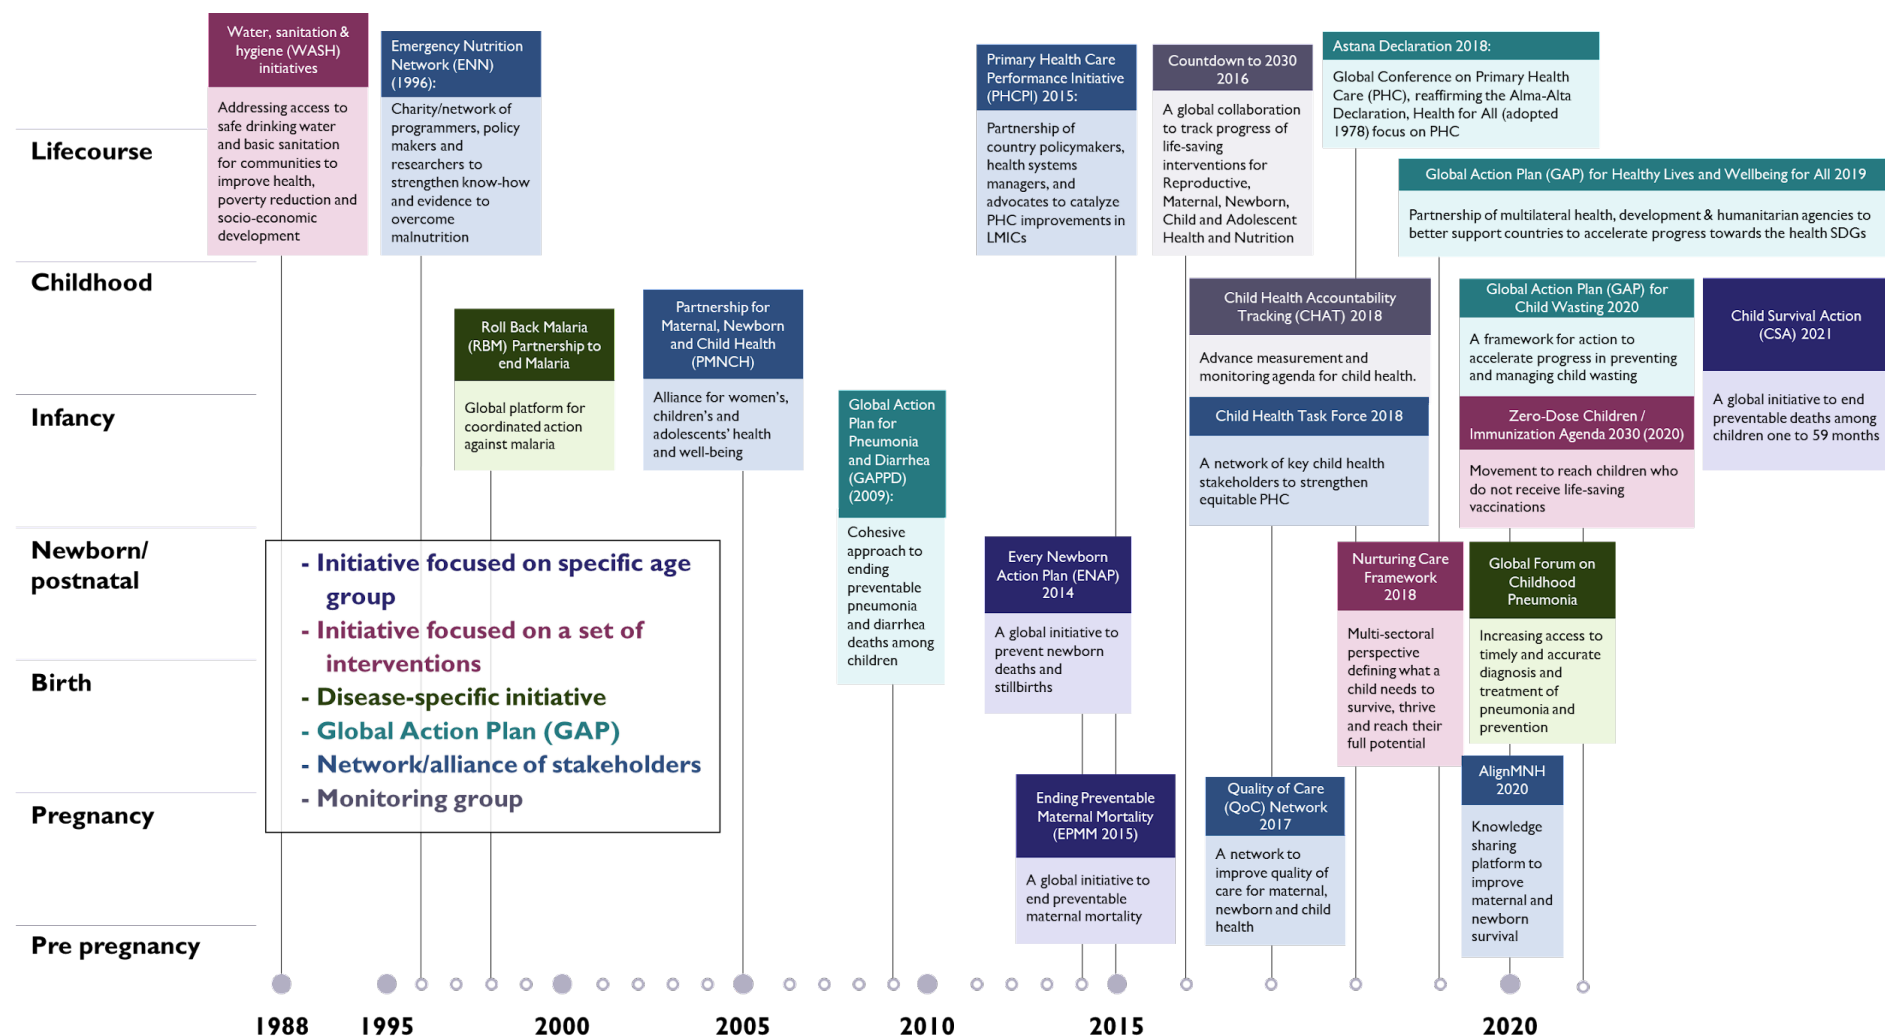 Water, sanitation &
hygiene (WASH)
initiatives
Addressing access to
safe drinking water
and basic sanitation
for communities to
improve health,
poverty reduction and
socio-economic
development
Emergency Nutrition
Network (ENN)
(1996):
Charity/network of
programmers, policy
makers and
researchers to
strengthen know-how
and evidence to
overcome
malnutrition
Primary Health Care
Performance Initiative
(PHCPI) 2015:
Partnership of
country policymakers,
health systems
managers, and
advocates to catalyze
PHC improvements in
LMICs
Countdown to 2030
2016
A global collaboration
to track progress of
life-saving
interventions for
Reproductive,
Maternal, Newborn,
Child and Adolescent
Health and Nutrition
Astana Declaration 2018:
Global Conference on Primary Health
Care (PHC), reaffirming the Alma-Alta
Declaration, Health for All (adopted
1978) focus on PHC
Global Action Plan (GAP) for Healthy Lives and Wellbeing for All 2019
Partnership of multilateral health, development & humanitarian agencies to
better support countries to accelerate progress towards the health SDGs
Lifecourse
Childhood
Infancy
Newborn/
postnatal
Birth
Pregnancy
Pre pregnancy
Roll Back Malaria
(RBM) Partnership to
end Malaria
Global platform for
coordinated action
against malaria
Partnership for
Maternal, Newborn
and Child Health
(PMNCH)
Alliance for women's,
children's and
adolescents' health
and well-being
Global Action
Plan for
Pneumonia
and Diarrhea
(GAPPD)
(2009):
Cohesive
approach to
ending
preventable
pneumonia
and diarrhea
deaths among
children
Child Health Accountability
Tracking (CHAT) 2018
Advance measurement and
monitoring agenda for child health.
Child Health Task Force 2018
A network of key child health
stakeholders to strengthen
equitable PHC
Global Action Plan (GAP) for
Child Wasting 2020
A framework for action to
accelerate progress in preventing
and managing child wasting
Zero-Dose Children /
Immunization Agenda 2030 (2020)
Movement to reach children who
do not receive life-saving
vaccinations
Child Survival Action
(CSA) 2021
A global initiative to end
preventable deaths among
children one to 59 months
- Initiative focused on specific age
group
- Initiative focused on a set of
interventions
- Disease-specific initiative
- Global Action Plan (GAP)
- Network/alliance of stakeholders
- Monitoring group
Every Newborn
Action Plan (ENAP)
2014
A global initiative to
prevent newborn
deaths and
stillbirths
Nurturing Care
Framework
2018
Multi-sectoral
perspective
defining what a
child needs to
survive, thrive
and reach their
full potential
Global Forum on
Childhood
Pneumonia
Increasing access to
timely and accurate
diagnosis and
treatment of
pneumonia and
prevention
Ending Preventable
Maternal Mortality
(EPMM 2015)
A global initiative to
end preventable
maternal mortality
Quality of Care
(QoC) Network
2017
A network to
improve quality of
care for maternal,
newborn and child
health
AlignMNH
2020
Knowledge
sharing
platform to
improve
maternal and
newborn
survival
1988
1995
2000
2005
2010
2015
2020